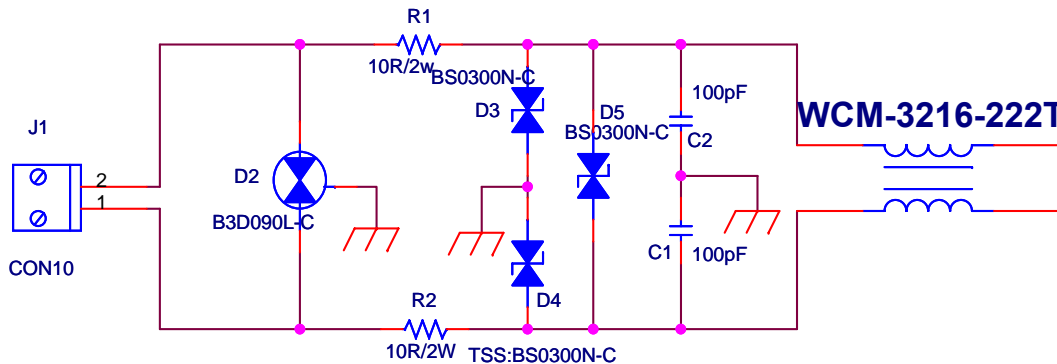 R1
10R/2w
BS0300N-C
D3
D5
BS0300N-C
100pF
C2
WCM-3216-222T
J1
2
1
CON10
D2
B3D090L-C
C1
100pF
D4
R2
10R/2W
TSS:BS0300N-C